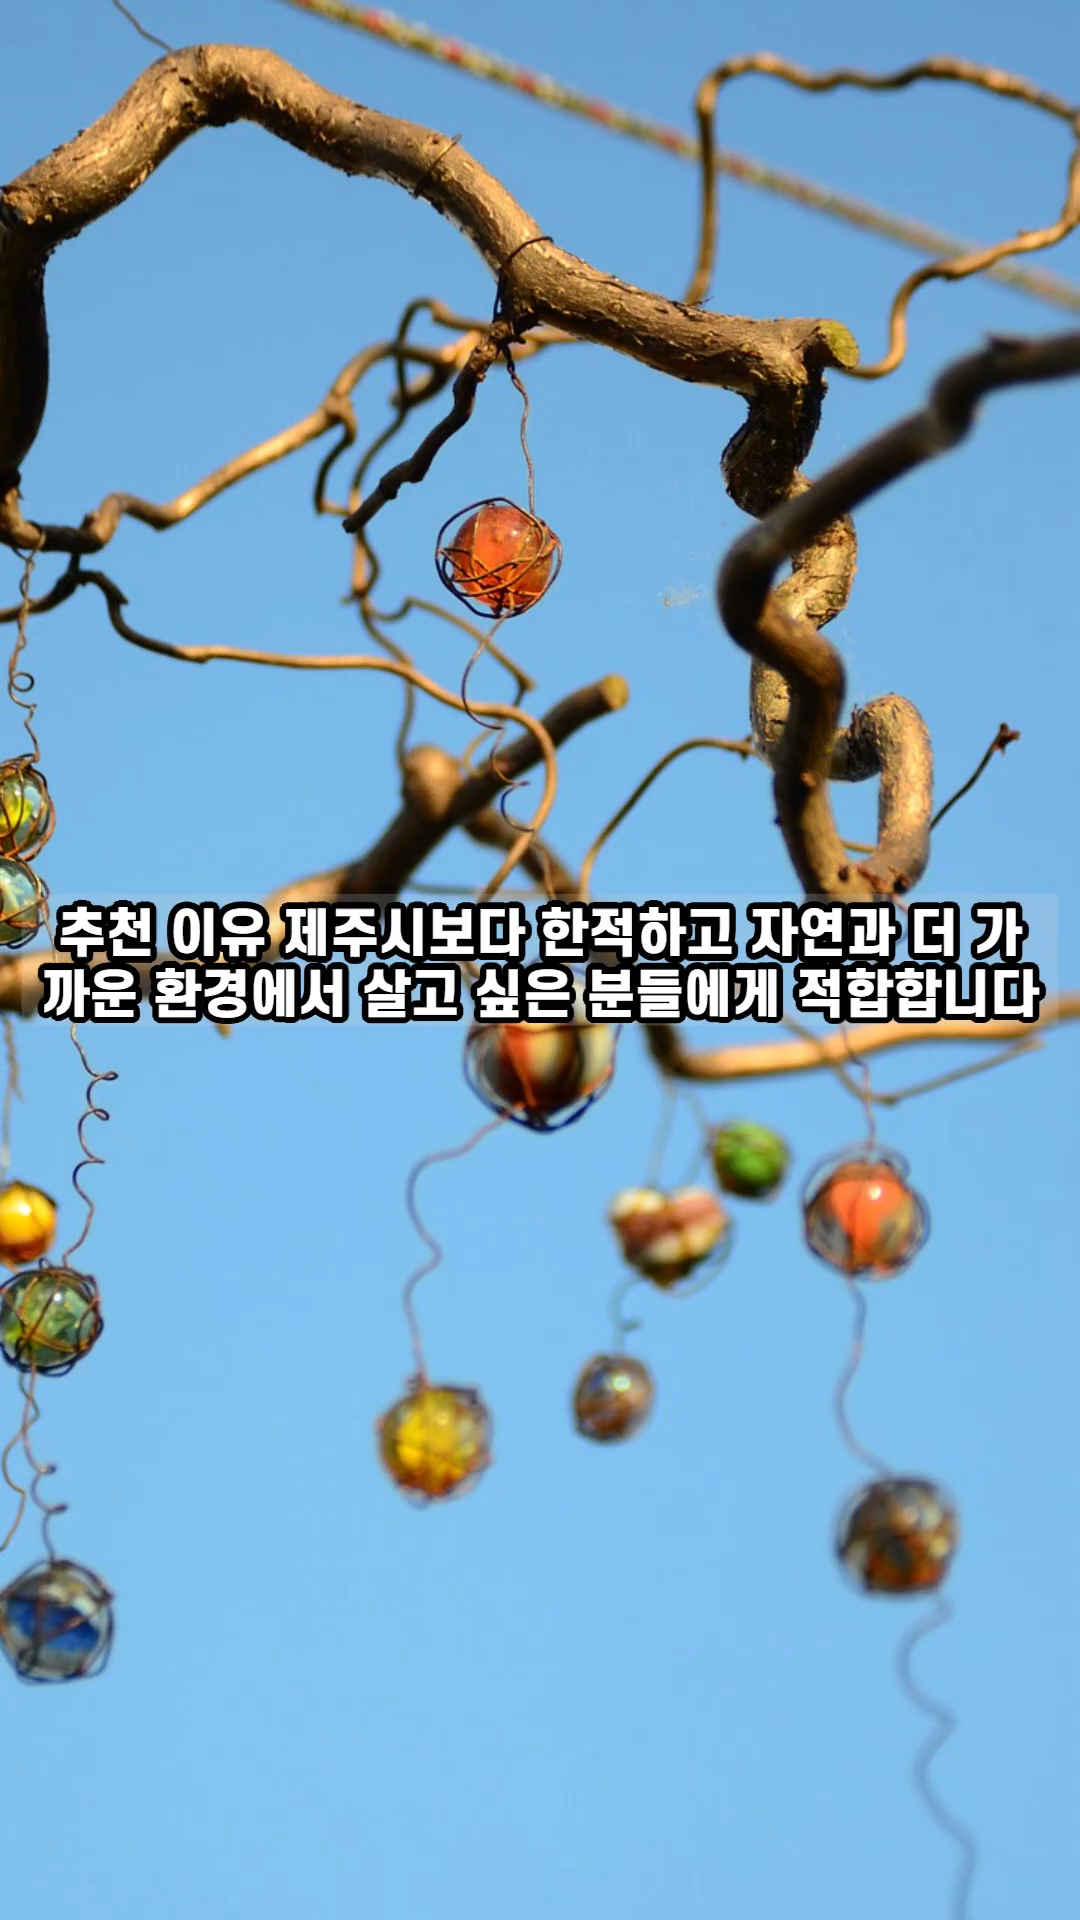 추천 이유 제주시보다 한적하고 자연과 더 가
까운 환경에서 살고 싶은 분들에게 적합합니다